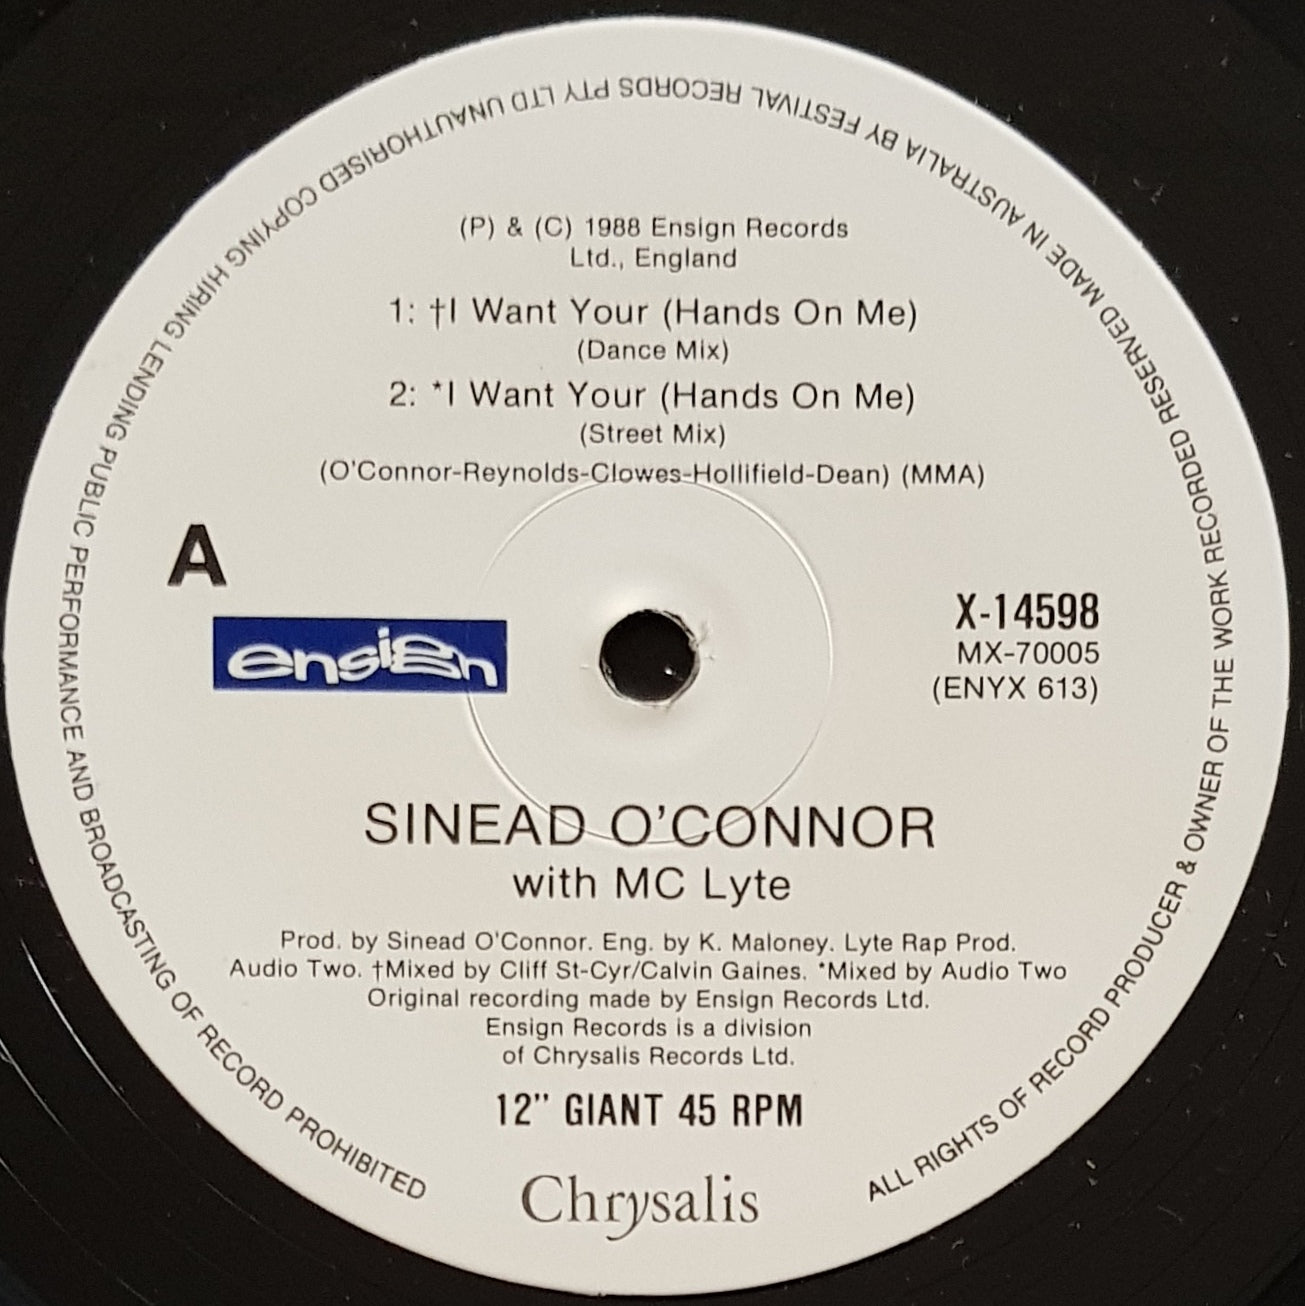 (P) & (C) 1988 Ensign Records
Ltd., England
1: †I Want Your (Hands On Me)
(Dance Mix)
2: *I Want Your (Hands On Me)
(Street Mix)
(O'Connor-Reynolds-Clowes-Hollifield-Dean) (MMA)
A
ensign
X-14598
MX-70005
(ENYX 613)
SINEAD O'CONNOR
with MC Lyte
Prod. by Sinead O'Connor. Eng. by K. Maloney. Lyte Rap Prod.
Audio Two. †Mixed by Cliff St-Cyr/Calvin Gaines. *Mixed by Audio Two
Original recording made by Ensign Records Ltd.
Ensign Records is a division
of Chrysalis Records Ltd.
12" GIANT 45 RPM
Chrysalis
ALL RIGHTS OF RECORD PRODUCER & OWNER OF THE WORK RECORDED RESERVED MADE IN AUSTRALIA BY FESTIVAL RECORDS PTY LTD UNAUTHORISED COPYING HIRING LENDING PUBLIC PERFORMANCE AND BROADCASTING OF RECORD PROHIBITED